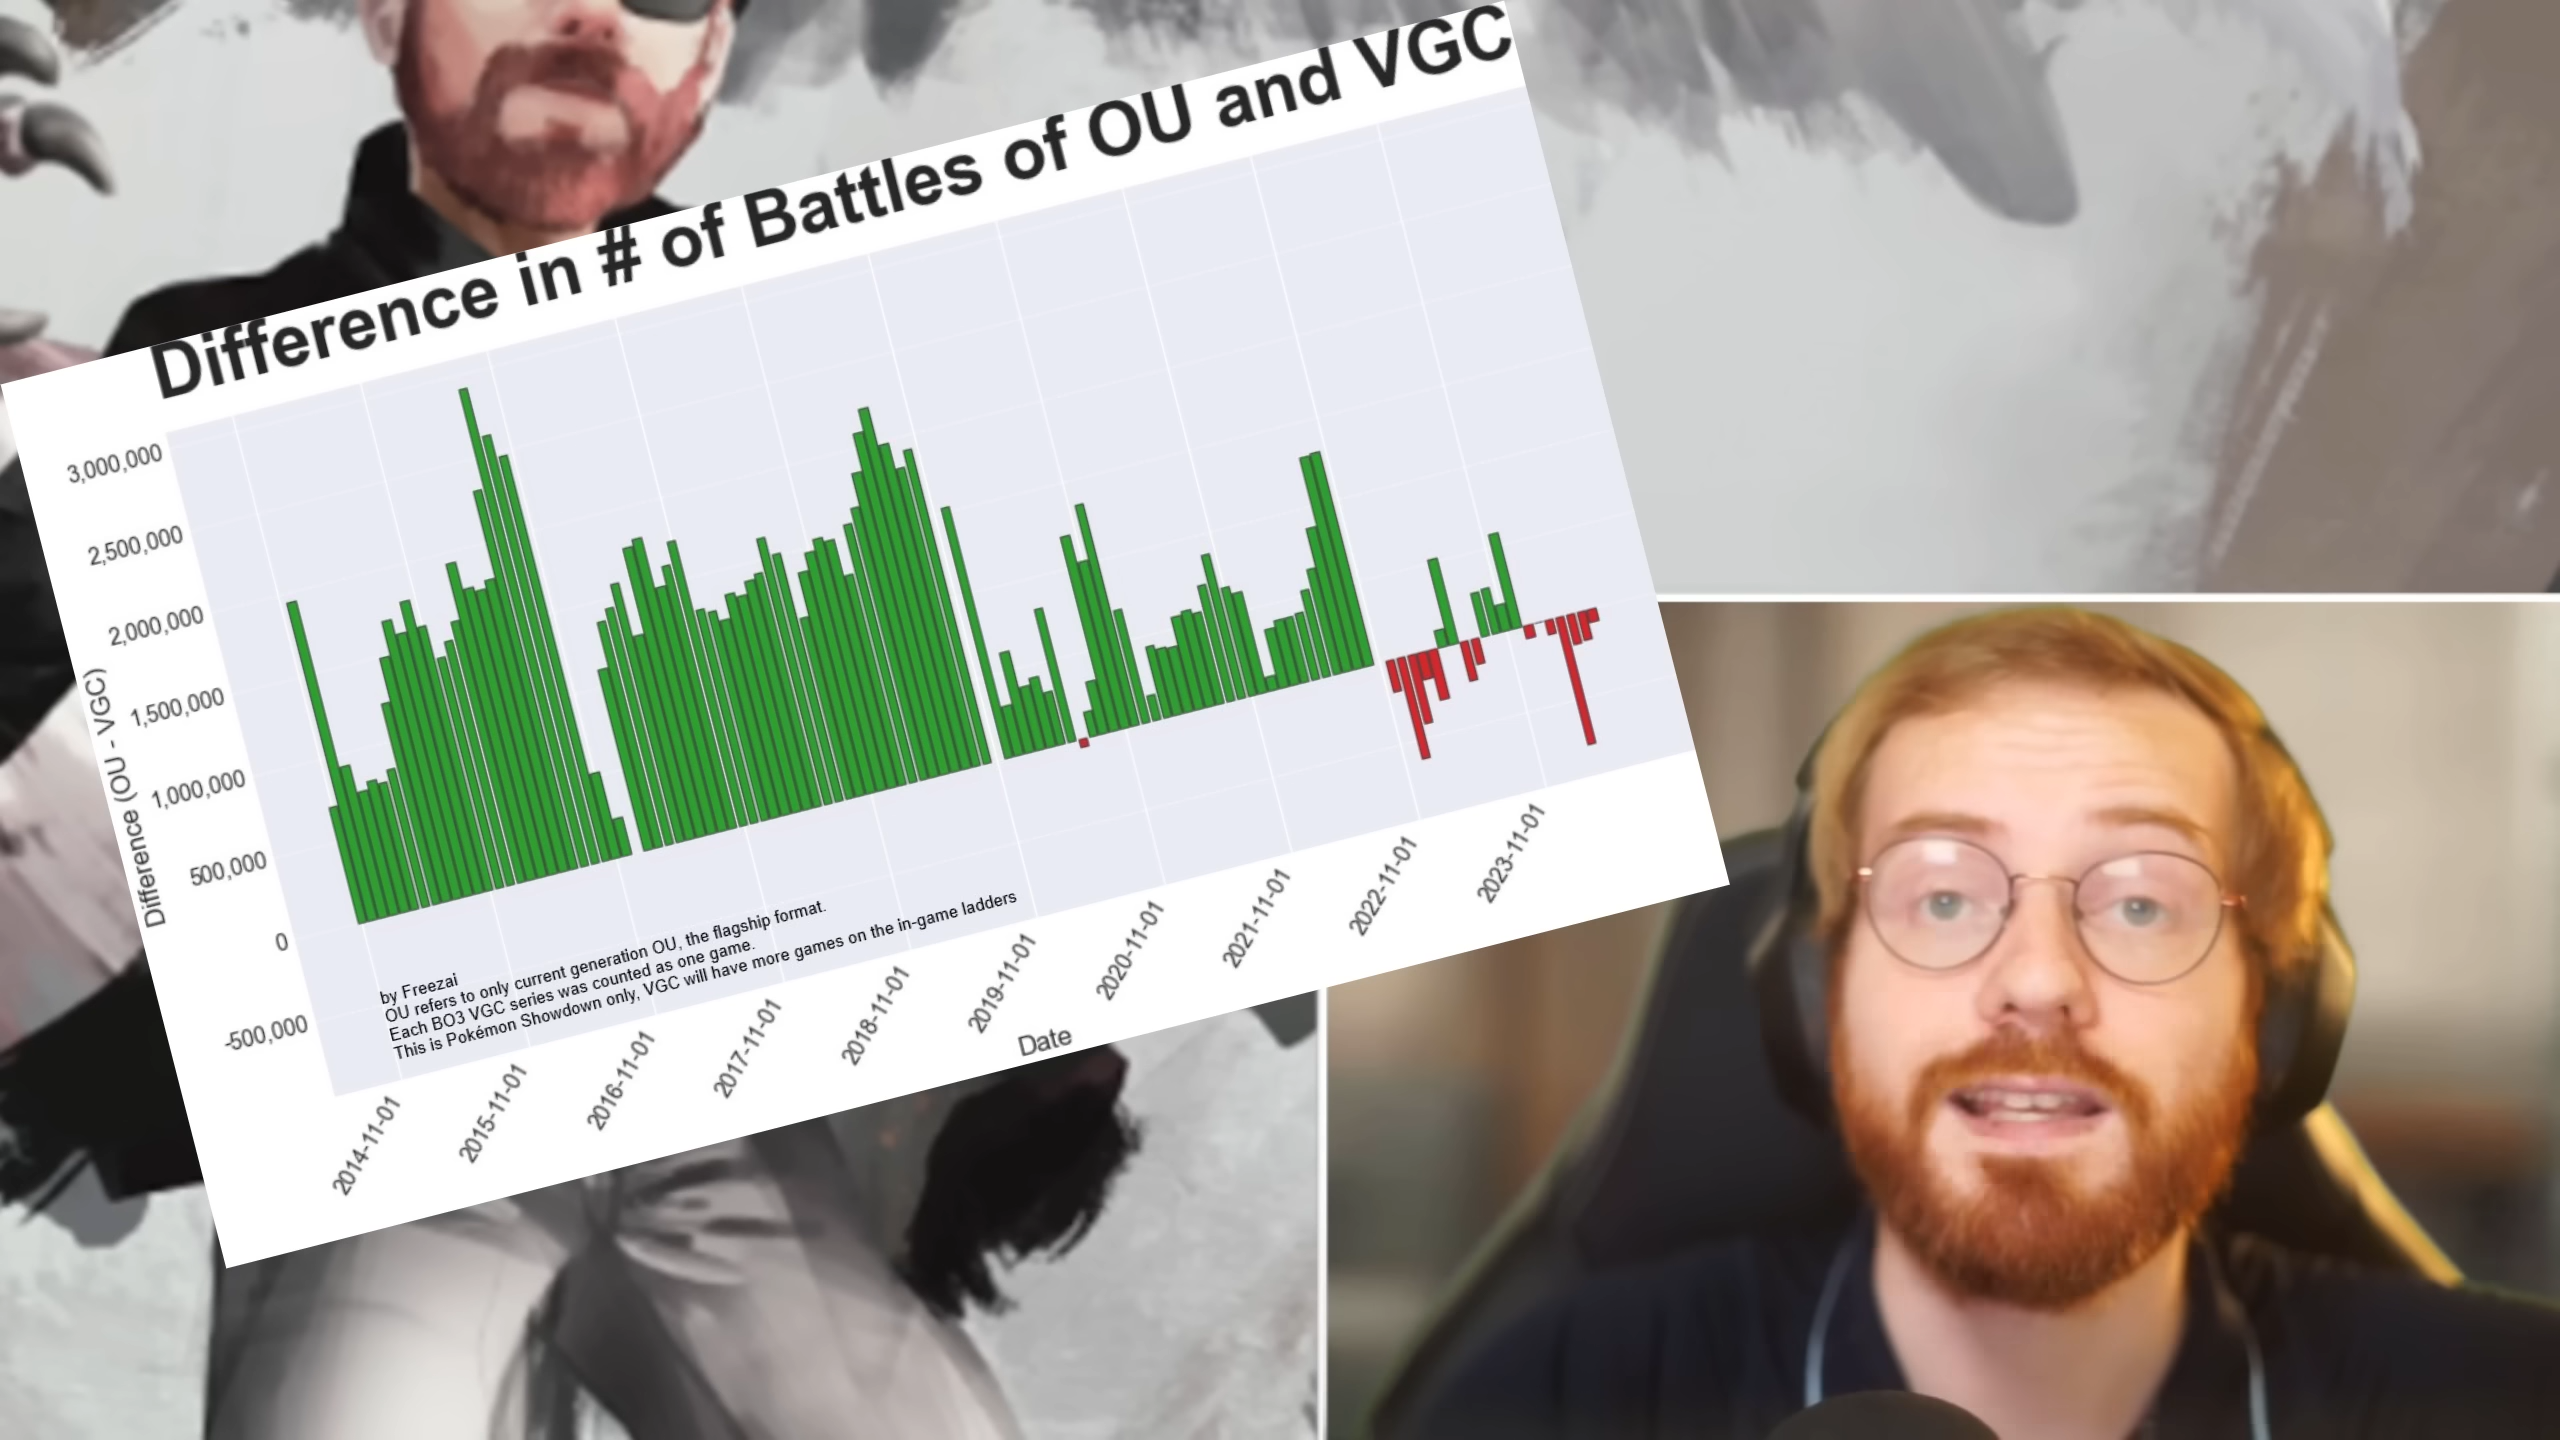 Difference in # of Battles of OU and VGC
3,000,000
2,500,000
2,000,000
1,500,000
1,000,000
500,000
0
-500,000
Difference (OU - VGC)
by Freezai
OU refers to only current generation OU, the flagship format.
Each BO3 VGC series was counted as one game.
This is Pokémon Showdown only, VGC will have more games on the in-game ladders
2014-11-01
2015-11-01
2016-11-01
2017-11-01
2018-11-01
2019-11-01
2020-11-01
2021-11-01
2022-11-01
2023-11-01
Date